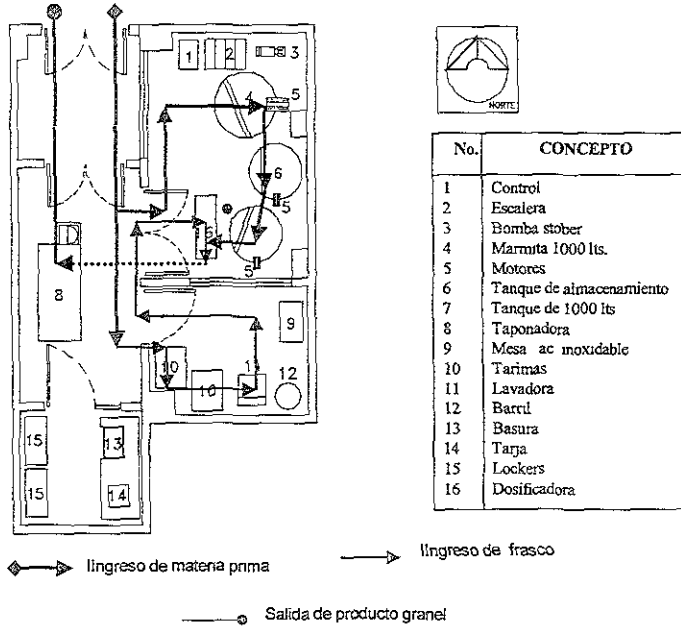 1
2
3
4
5
6
5
5
8
9
10
16
1
12
15
13
15
14
NORTE
No. CONCEPTO
1 Control
2 Escalera
3 Bomba stober
4 Marmita 1000 lts.
5 Motores
6 Tanque de almacenamiento
7 Tanque de 1000 lts
8 Taponadora
9 Mesa ac inoxidable
10 Tarimas
11 Lavadora
12 Barril
13 Basura
14 Tarja
15 Lockers
16 Dosificadora
IIngreso de materia prima
IIngreso de frasco
Salida de producto granel